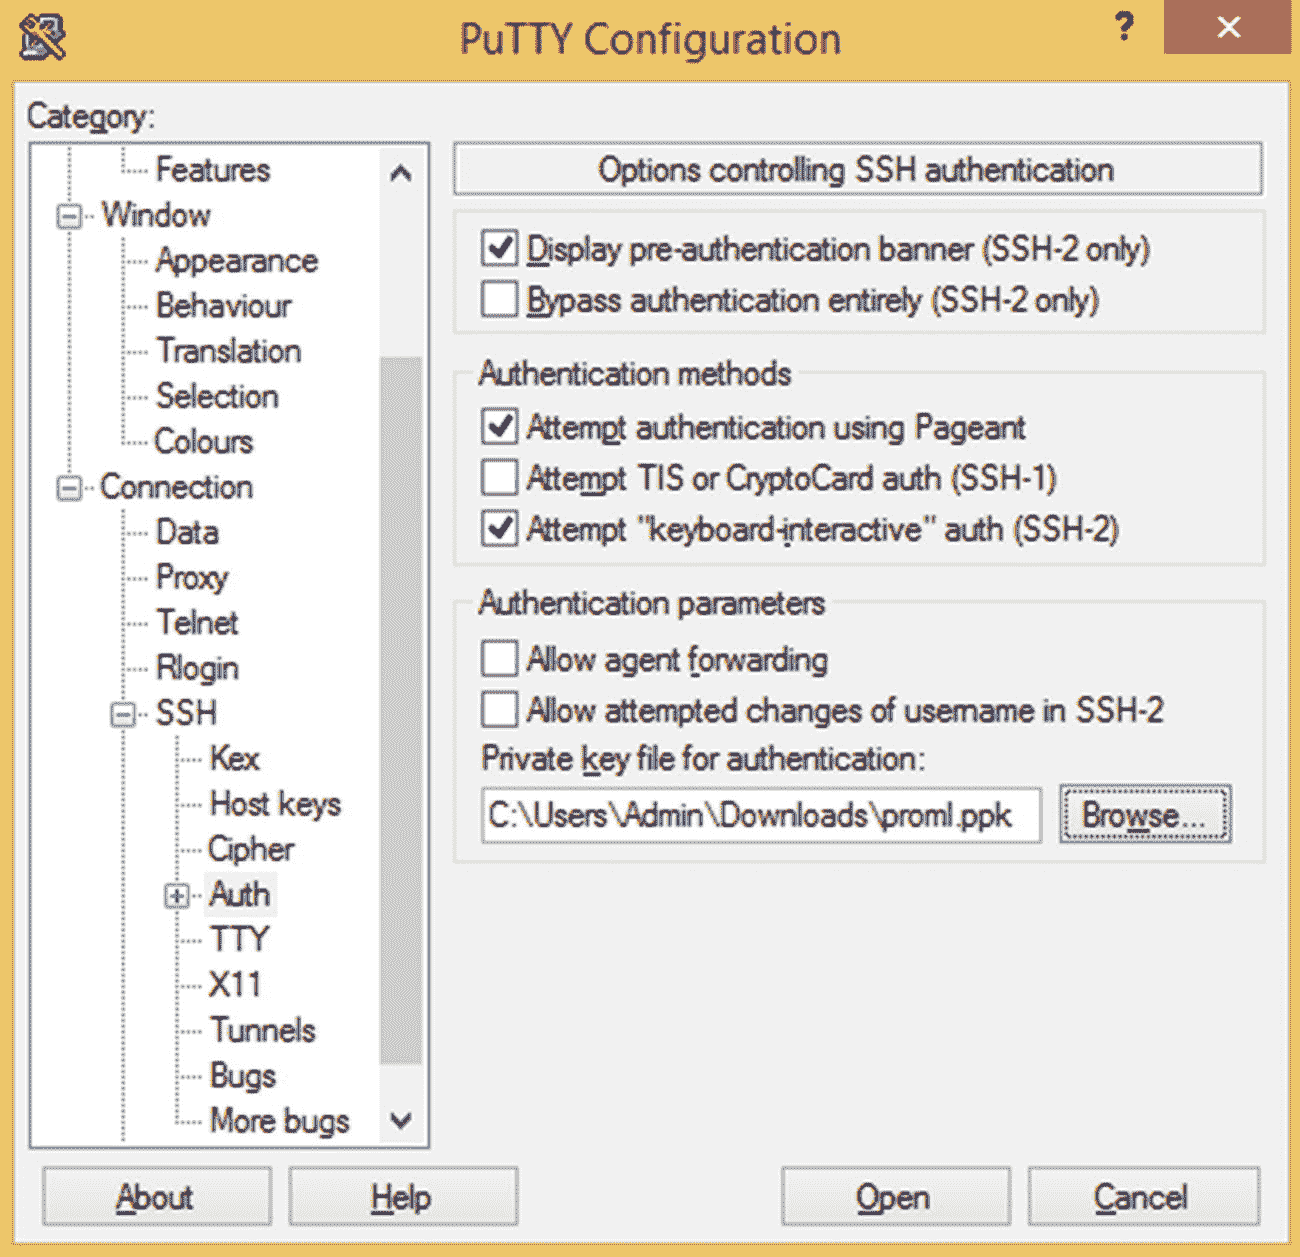 PuTTY Configuration
?
Category:
Features
Window
Appearance
Behaviour
Translation
Selection
Colours
Connection
Data
Proxy
Telnet
Rlogin
SSH
Kex
Host keys
Cipher
Auth
TTY
X11
Tunnels
Bugs
More bugs
Options controlling SSH authentication
Display pre-authentication banner (SSH-2 only)
Bypass authentication entirely (SSH-2 only)
Authentication methods
Attempt authentication using Pageant
Attempt TIS or CryptoCard auth (SSH-1)
Attempt "keyboard-interactive" auth (SSH-2)
Authentication parameters
Allow agent forwarding
Allow attempted changes of username in SSH-2
Private key file for authentication:
C:\Users\Admin\Downloads\proml.ppk
Browse...
About
Help
Open
Cancel